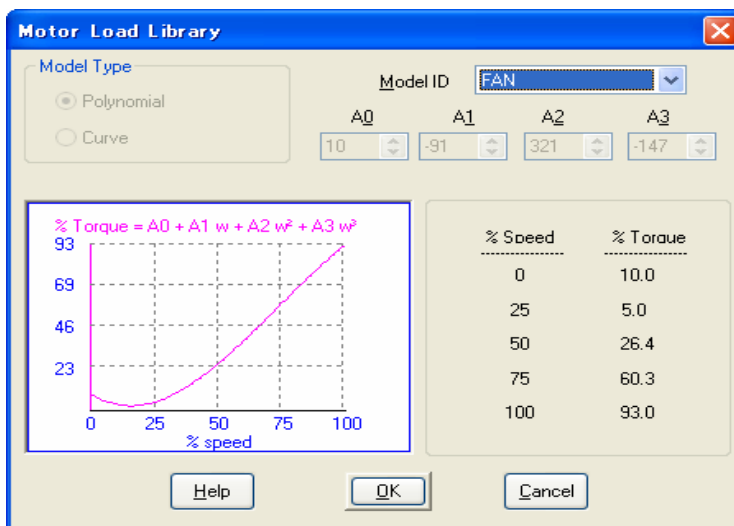 Motor Load Library
Model Type
Polynomial
Curve
Model ID FAN
A0 A1 A2 A3
10 -91 321 -147
% Torque = A0 + A1 w + A2 w² + A3 w³
93
69
46
23
0 25 50 75 100
% speed
% Speed % Torque
0 10.0
25 5.0
50 26.4
75 60.3
100 93.0
Help OK Cancel